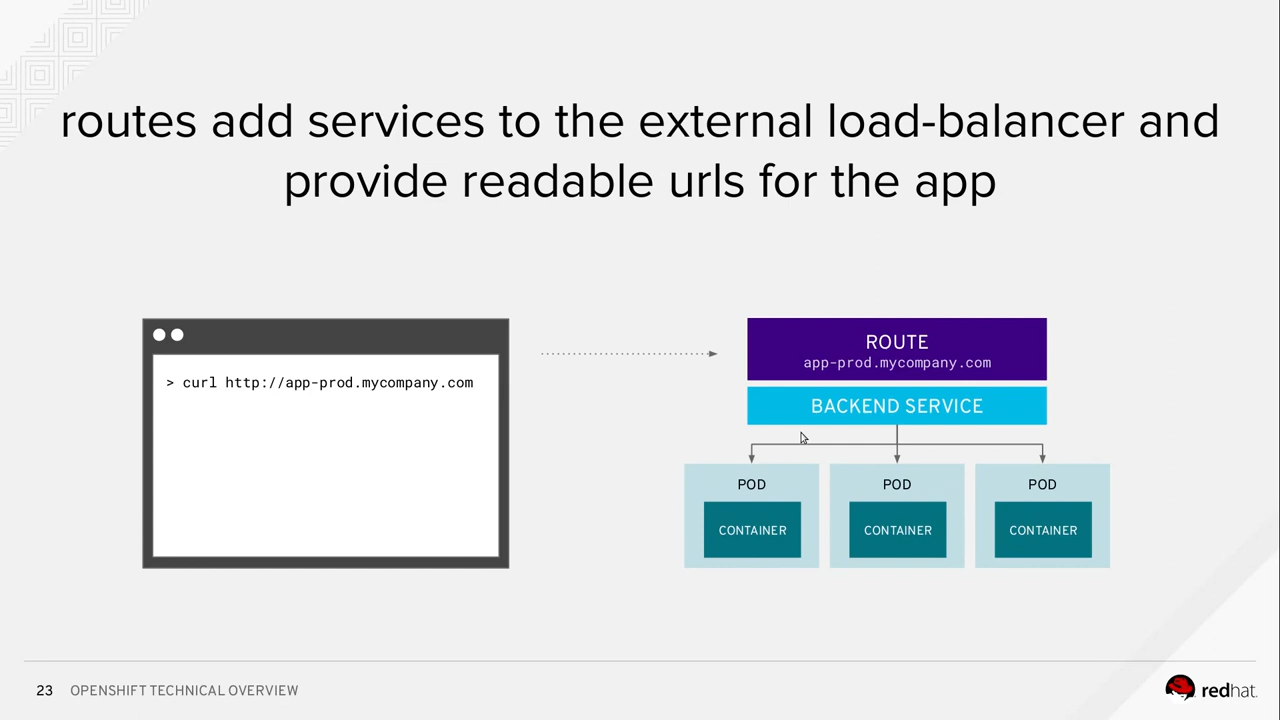 routes add services to the external load-balancer and
provide readable urls for the app
> curl http://app-prod.mycompany.com
ROUTE
app-prod.mycompany.com
BACKEND SERVICE
POD
POD
POD
CONTAINER
CONTAINER
CONTAINER
23 OPENSHIFT TECHNICAL OVERVIEW
redhat.